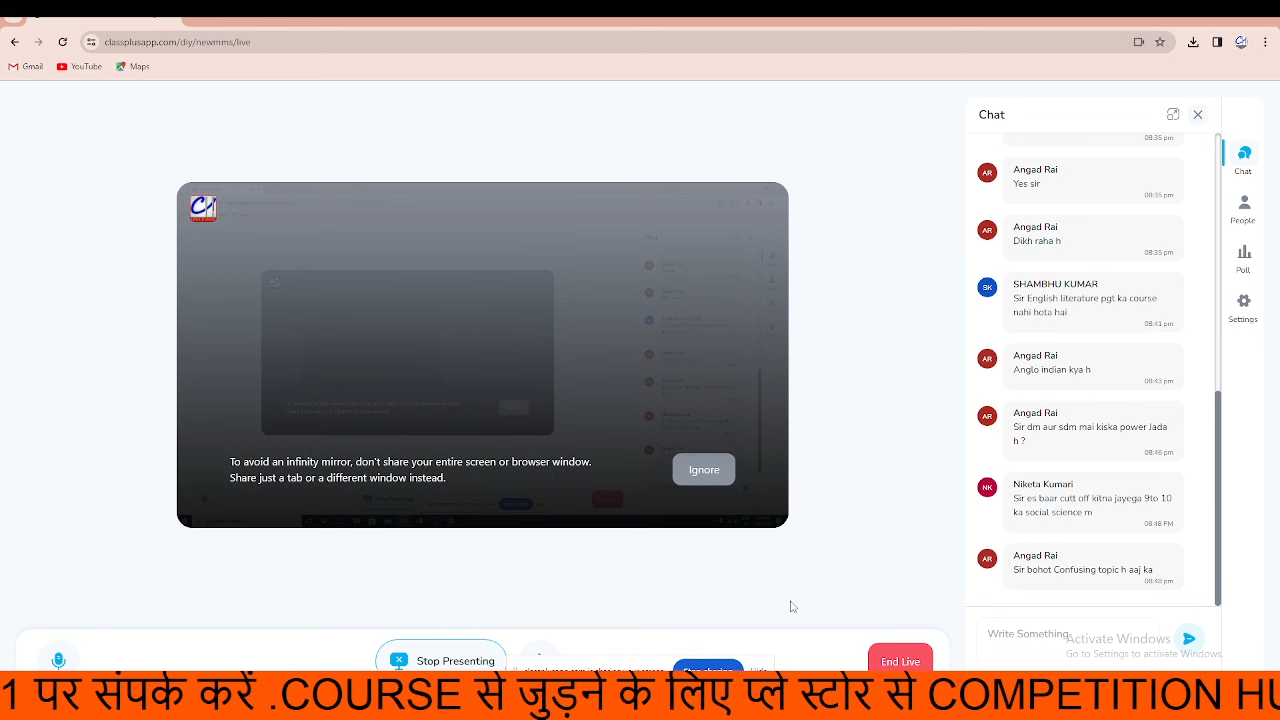 classplusapp.com/diy/newmms/live
Gmail
YouTube
Maps
Chat
08:35 pm
Angad Rai
Yes sir
08:35 pm
Angad Rai
Dikh raha h
08:35 pm
SHAMBHU KUMAR
Sir English literature pgt ka course
nahi hota hai
08:41 pm
Angad Rai
Anglo indian kya h
08:43 pm
Angad Rai
Sir dm aur sdm mai kiska power Jada
h ?
08:46 pm
Niketa Kumari
Sir es baar cutt off kitna jayega 9to 10
ka social science m
08:48 PM
Angad Rai
Sir bohot Confusing topic h aaj ka
08:48 pm
AR
AR
SK
AR
AR
NK
AR
Chat
People
Poll
Settings
CH
To avoid an infinity mirror, don't share your entire screen or browser window.
Share just a tab or a different window instead.
Ignore
Write Something
Activate Windows
Go to Settings to activate Windows.
Stop Presenting
End Live
1 पर संपर्क करें .COURSE से जुड़ने के लिए प्ले स्टोर से COMPETITION HU